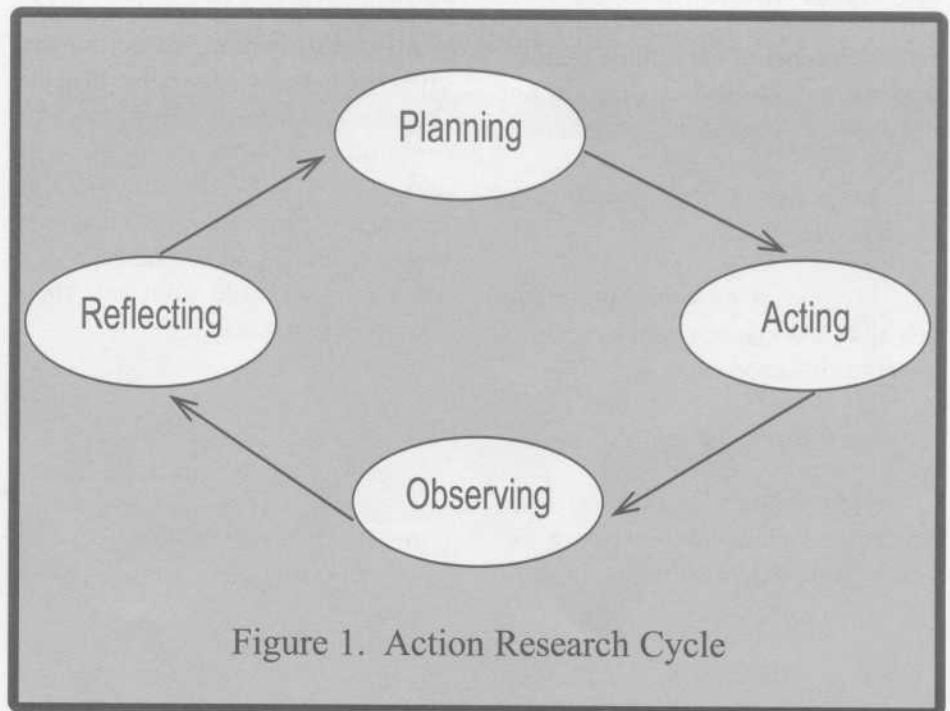 Planning
Acting
Observing
Reflecting
Figure 1. Action Research Cycle